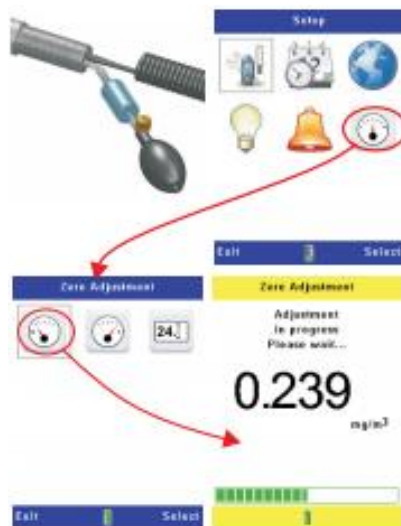 Setup
?
Exit
Select
Zero Adjustment
24.
Exit
Select
Zero Adjustment
Adjustment
in progress
Please wait...
0.239
mg/m3